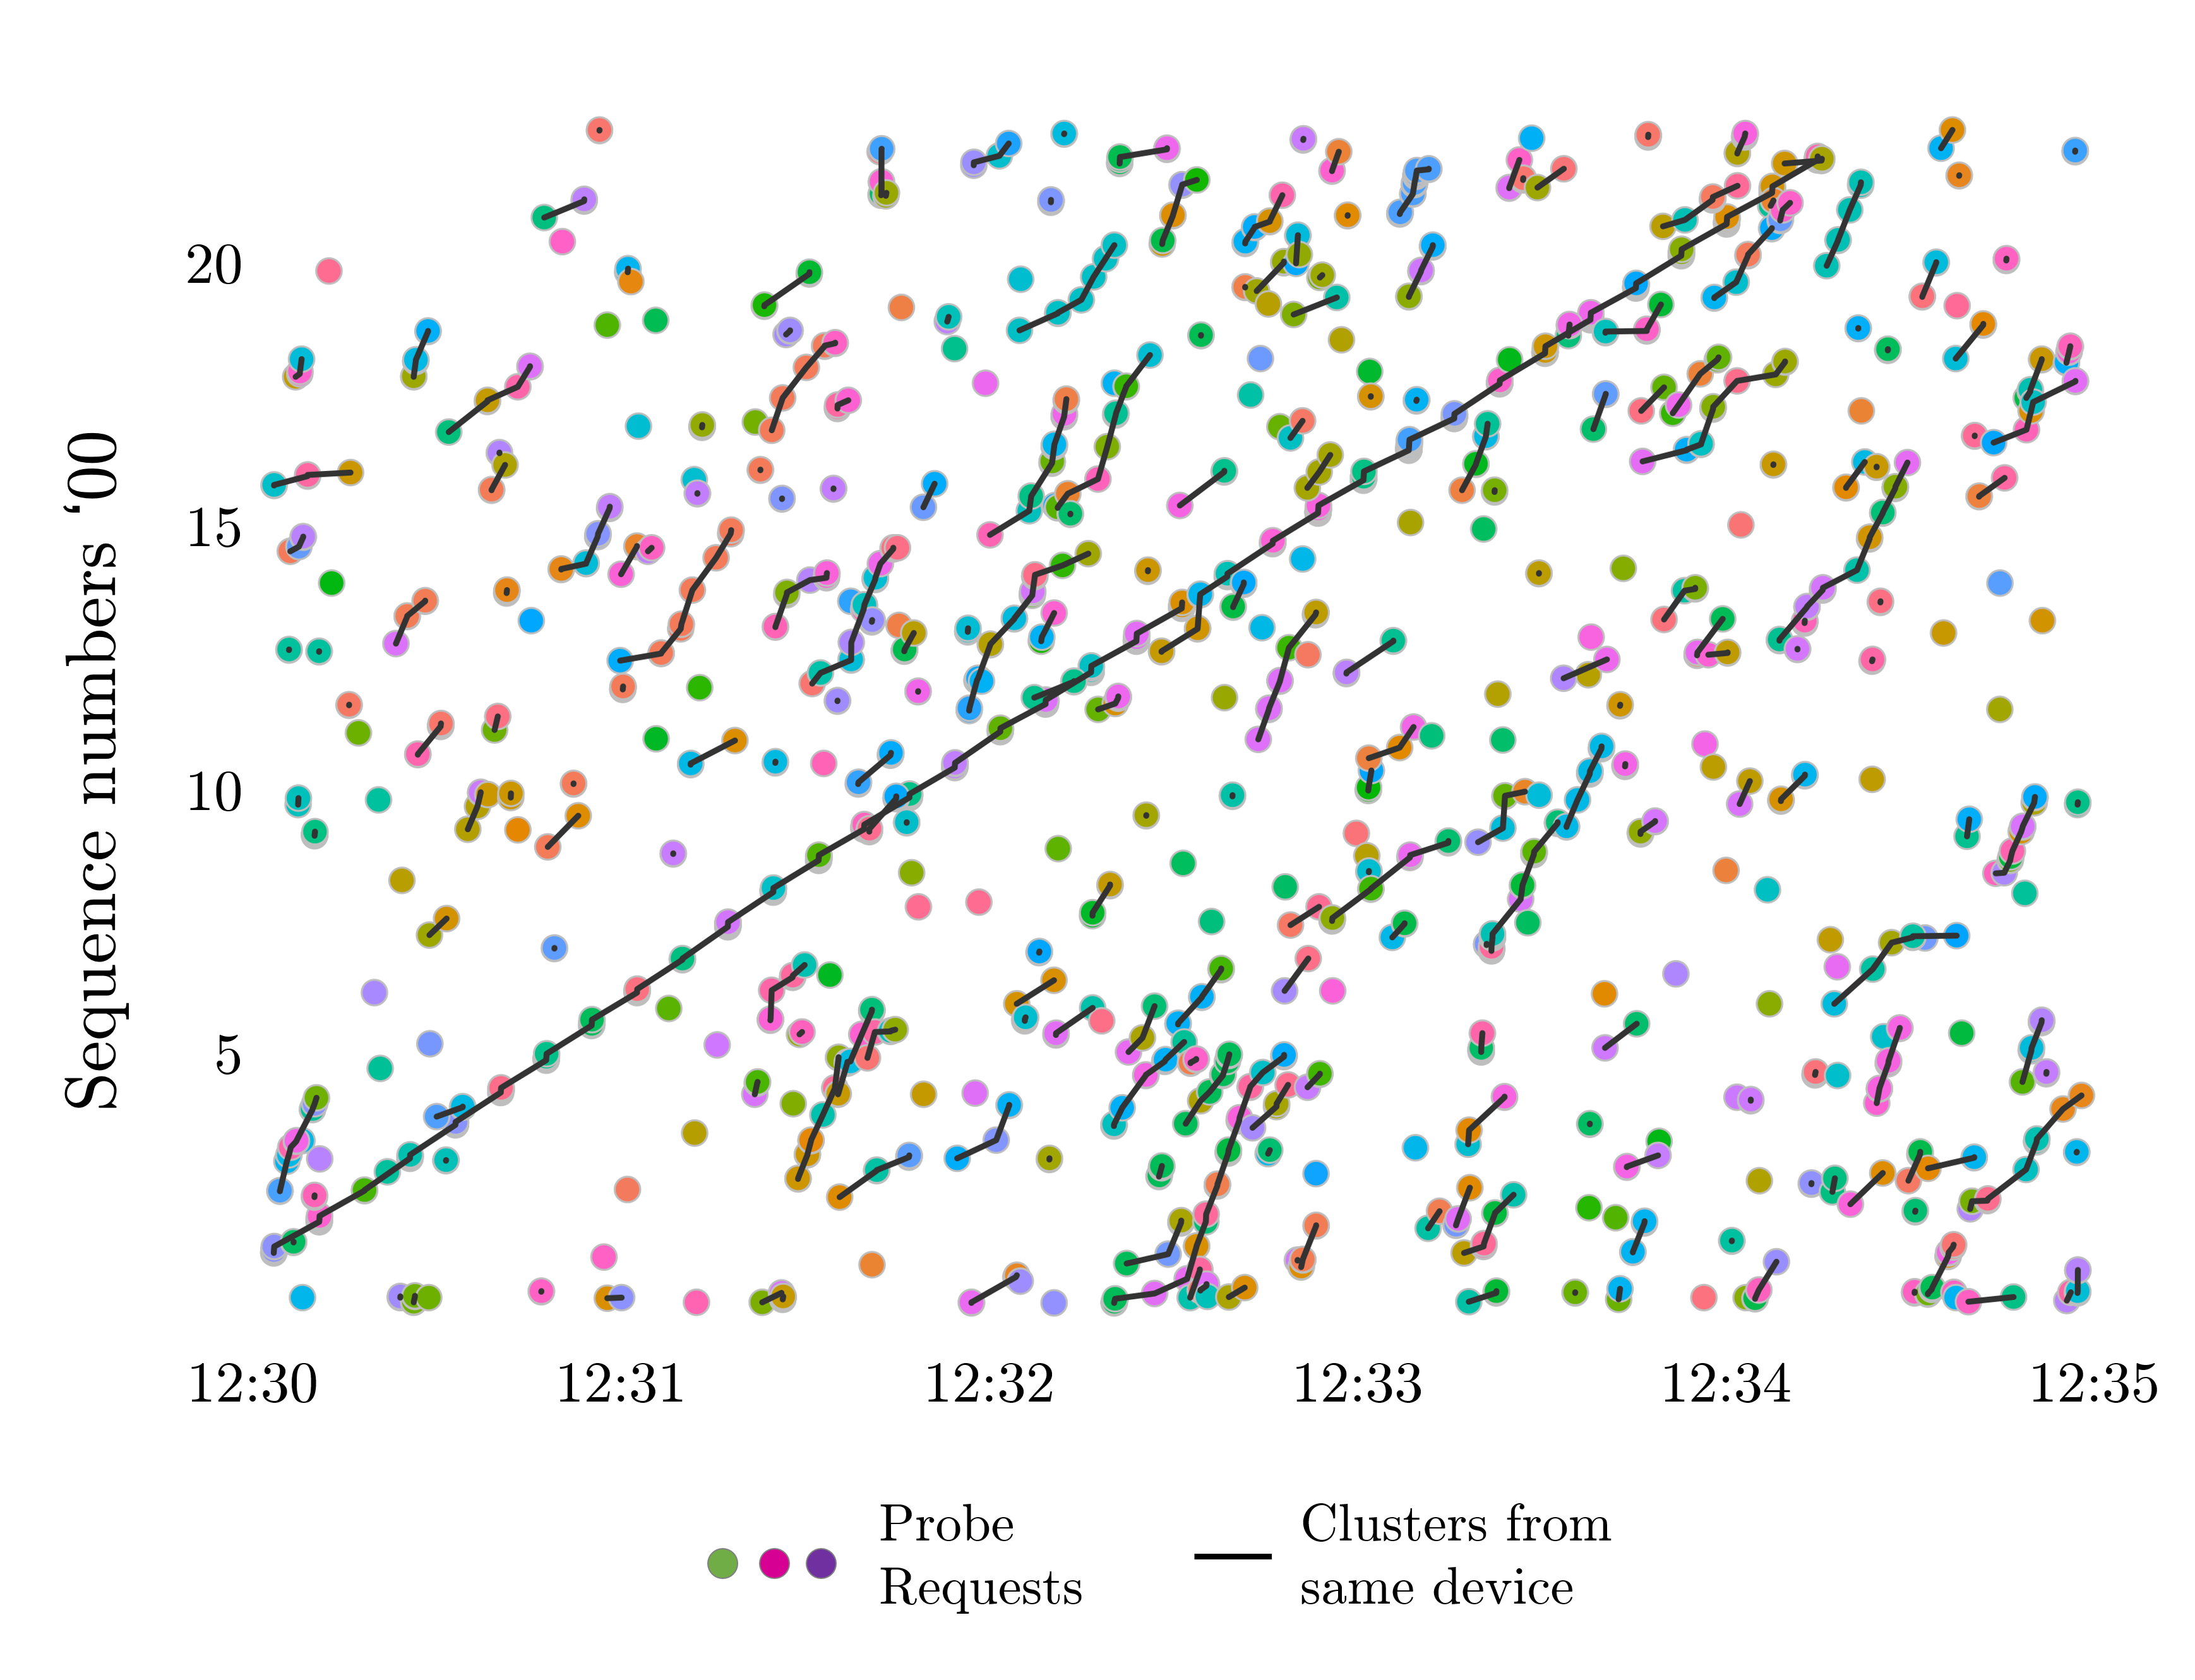 Sequence numbers ‘00
20
15
10
5
12:30 12:31 12:32 12:33 12:34 12:35
Probe
Requests
Clusters from
same device